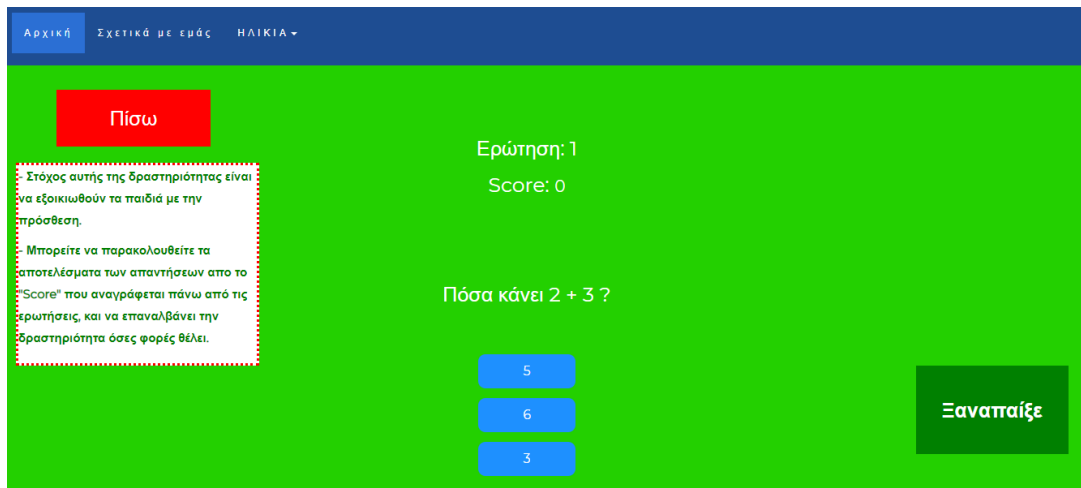 Αρχική Σχετικά με εμάς ΗΛΙΚΙΑ
Πίσω
- Στόχος αυτής της δραστηριότητας είναι
να εξοικιωθούν τα παιδιά με την
πρόσθεση.
- Μπορείτε να παρακολουθείτε τα
αποτελέσματα των απαντήσεων απο το
"Score" που αναγράφεται πάνω από τις
ερωτήσεις, και να επαναλβάνει την
δραστηριότητα όσες φορές θέλει.
Ερώτηση: 1
Score: 0
Πόσα κάνει 2 + 3 ?
5
6
3
Ξαναπαίξε